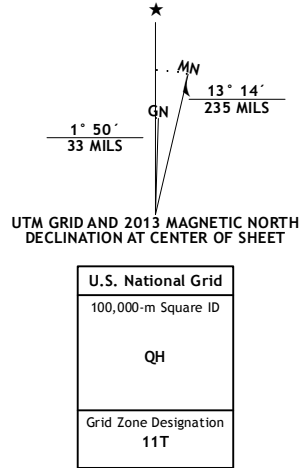 ★
MN
GN
13° 14´
235 MILS
1° 50´
33 MILS
UTM GRID AND 2013 MAGNETIC NORTH
DECLINATION AT CENTER OF SHEET
U.S. National Grid
100,000-m Square ID
QH
Grid Zone Designation
11T